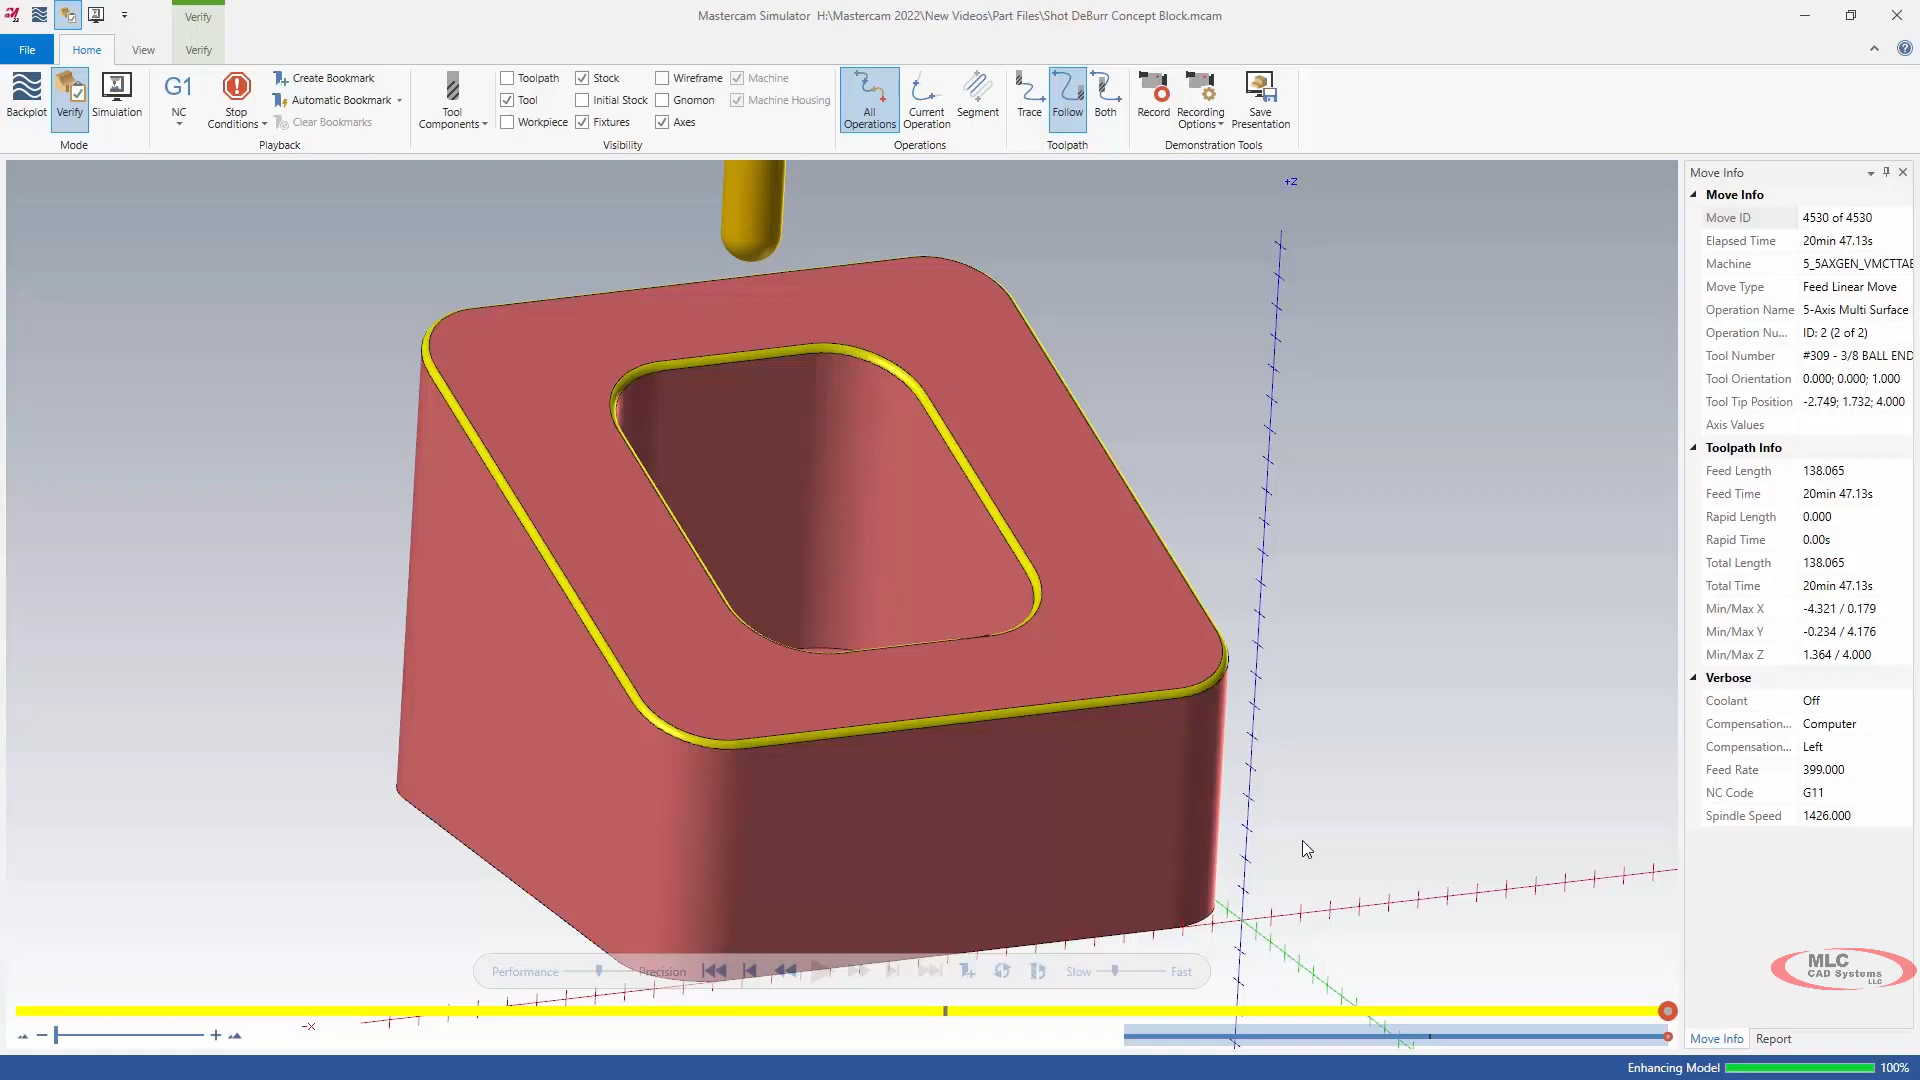 Verify
Mastercam Simulator H:\Mastercam 2022\New Videos\Part Files\Shot DeBurr Concept Block.mcam
File
Home
View
Verify
Backplot
Verify
Simulation
Mode
G1
NC
Stop
Conditions
Create Bookmark
Automatic Bookmark
Clear Bookmarks
Playback
Tool
Components
Toolpath
Stock
Wireframe
Machine
Tool
Initial Stock
Gnomon
Machine Housing
Workpiece
Fixtures
Axes
Visibility
All
Operations
Current
Operation
Segment
Operations
Trace
Follow
Both
Toolpath
Record
Recording
Options
Save
Presentation
Demonstration Tools
+Z
-X
Performance
Precision
Slow
Fast
Move Info
Move Info
Move ID 4530 of 4530
Elapsed Time 20min 47.13s
Machine 5_5AXGEN_VMCTTAE
Move Type Feed Linear Move
Operation Name 5-Axis Multi Surface
Operation Nu... ID: 2 (2 of 2)
Tool Number #309 - 3/8 BALL END
Tool Orientation 0.000; 0.000; 1.000
Tool Tip Position -2.749; 1.732; 4.000
Axis Values
Toolpath Info
Feed Length 138.065
Feed Time 20min 47.13s
Rapid Length 0.000
Rapid Time 0.00s
Total Length 138.065
Total Time 20min 47.13s
Min/Max X -4.321 / 0.179
Min/Max Y -0.234 / 4.176
Min/Max Z 1.364 / 4.000
Verbose
Coolant Off
Compensation... Computer
Compensation... Left
Feed Rate 399.000
NC Code G11
Spindle Speed 1426.000
MLC
CAD Systems
LLC
Move Info
Report
Enhancing Model 100%